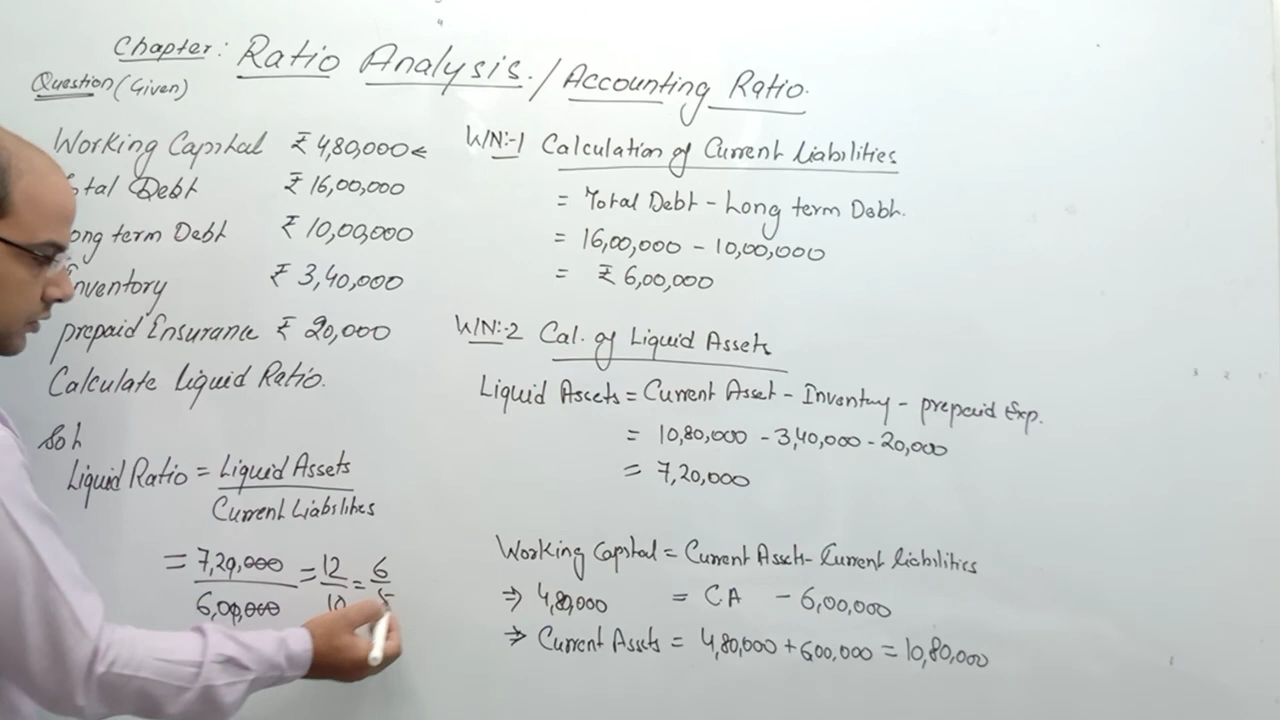 Chapter: Ratio Analysis. / Accounting Ratio.
Question (Given)
Working Capital ₹ 4,80,000
Debt ₹ 16,00,000
term Debt ₹ 10,00,000
Inventory ₹ 3,40,000
prepaid Insurance ₹ 20,000
Calculate Liquid Ratio.
Sol
Liquid Ratio = Liquid Assets
Current Liabilities
= 7,20,000 = 12 = 6
6,00,000 10 5
WN:-1 Calculation of Current Liabilities
= Total Debt - Long term Debt.
= 16,00,000 - 10,00,000
= ₹ 6,00,000
WN:-2 Cal. of Liquid Assets
Liquid Assets = Current Asset - Inventory - prepaid Exp.
= 10,80,000 - 3,40,000 - 20,000
= 7,20,000
Working Capital = Current Assets - Current liabilities
⇒ 4,80,000 = C.A - 6,00,000
⇒ Current Assets = 4,80,000 + 600,000 = 10,80,000